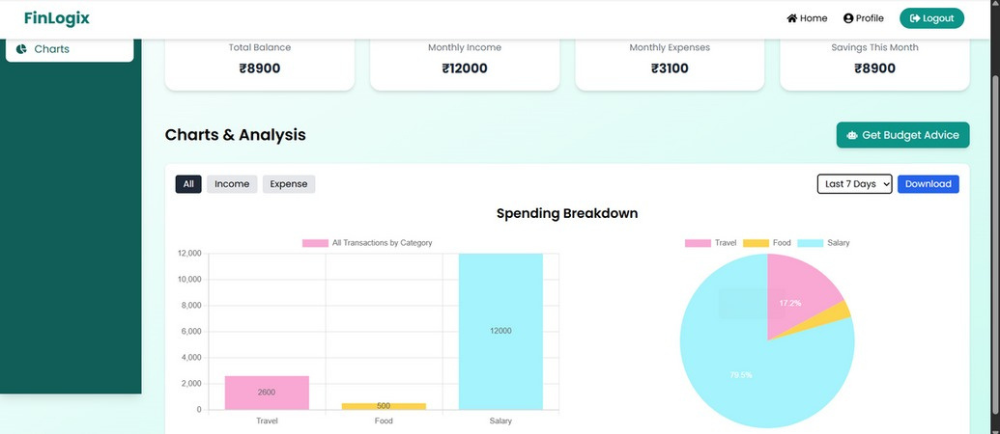 FinLogix
Home Profile Logout
Charts
Total Balance Monthly Income Monthly Expenses Savings This Month
₹8900 ₹12000 ₹3100 ₹8900
Charts & Analysis Get Budget Advice
All Income Expense Last 7 Days Download
Spending Breakdown
All Transactions by Category
12,000
10,000
8,000
6,000
4,000
2,000
0
2600
500
12000
Travel Food Salary
Travel Food Salary
17.2%
79.5%